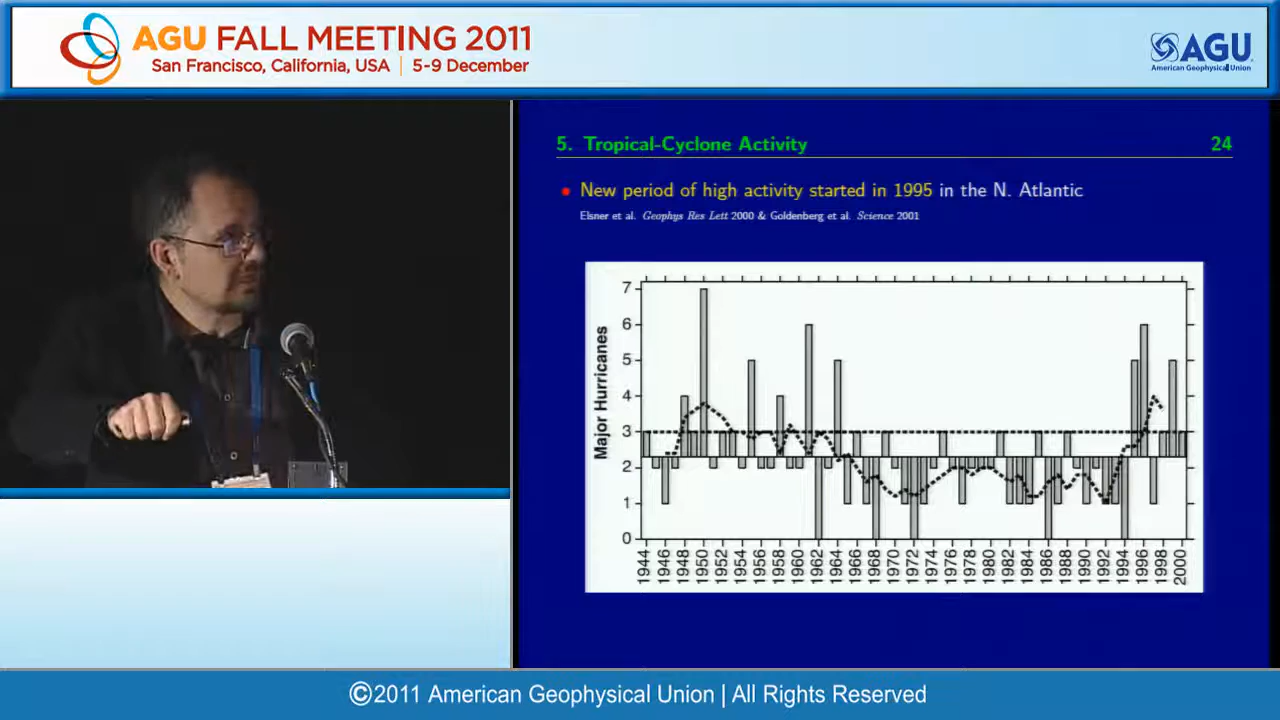 AGU FALL MEETING 2011
San Francisco, California, USA | 5-9 December
AGU
American Geophysical Union
5. Tropical-Cyclone Activity 24
• New period of high activity started in 1995 in the N. Atlantic
Elsner et al. Geophys Res Lett 2000 & Goldenberg et al. Science 2001
Major Hurricanes
7
6
5
4
3
2
1
0
1944 1946 1948 1950 1952 1954 1956 1958 1960 1962 1964 1966 1968 1970 1972 1974 1976 1978 1980 1982 1984 1986 1988 1990 1992 1994 1996 1998 2000
©2011 American Geophysical Union | All Rights Reserved